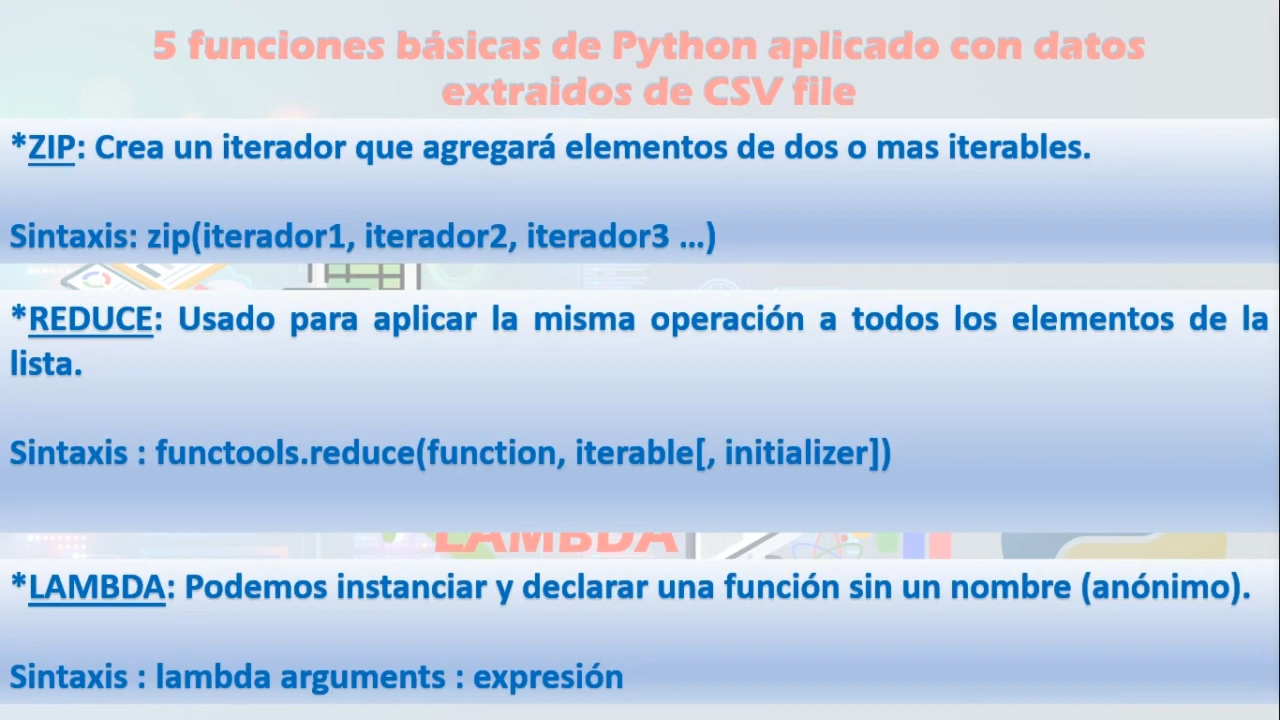 5 funciones básicas de Python aplicado con datos
extraidos de CSV file
*ZIP: Crea un iterador que agregará elementos de dos o mas iterables.
Sintaxis: zip(iterador1, iterador2, iterador3 ...)
*REDUCE: Usado para aplicar la misma operación a todos los elementos de la
lista.
Sintaxis : functools.reduce(function, iterable[, initializer])
LAMBDA
*LAMBDA: Podemos instanciar y declarar una función sin un nombre (anónimo).
Sintaxis : lambda arguments : expresión